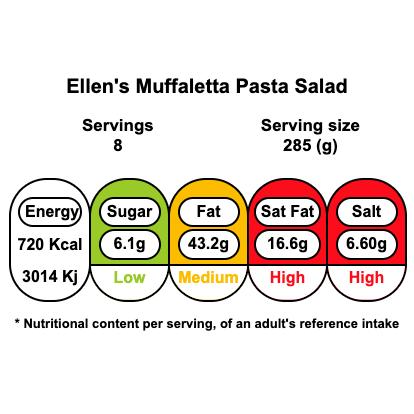 Ellen's Muffaletta Pasta Salad
Servings
8
Serving size
285 (g)
Energy Sugar Fat Sat Fat Salt
720 Kcal 6.1g 43.2g 16.6g 6.60g
3014 Kj Low Medium High High
* Nutritional content per serving, of an adult's reference intake